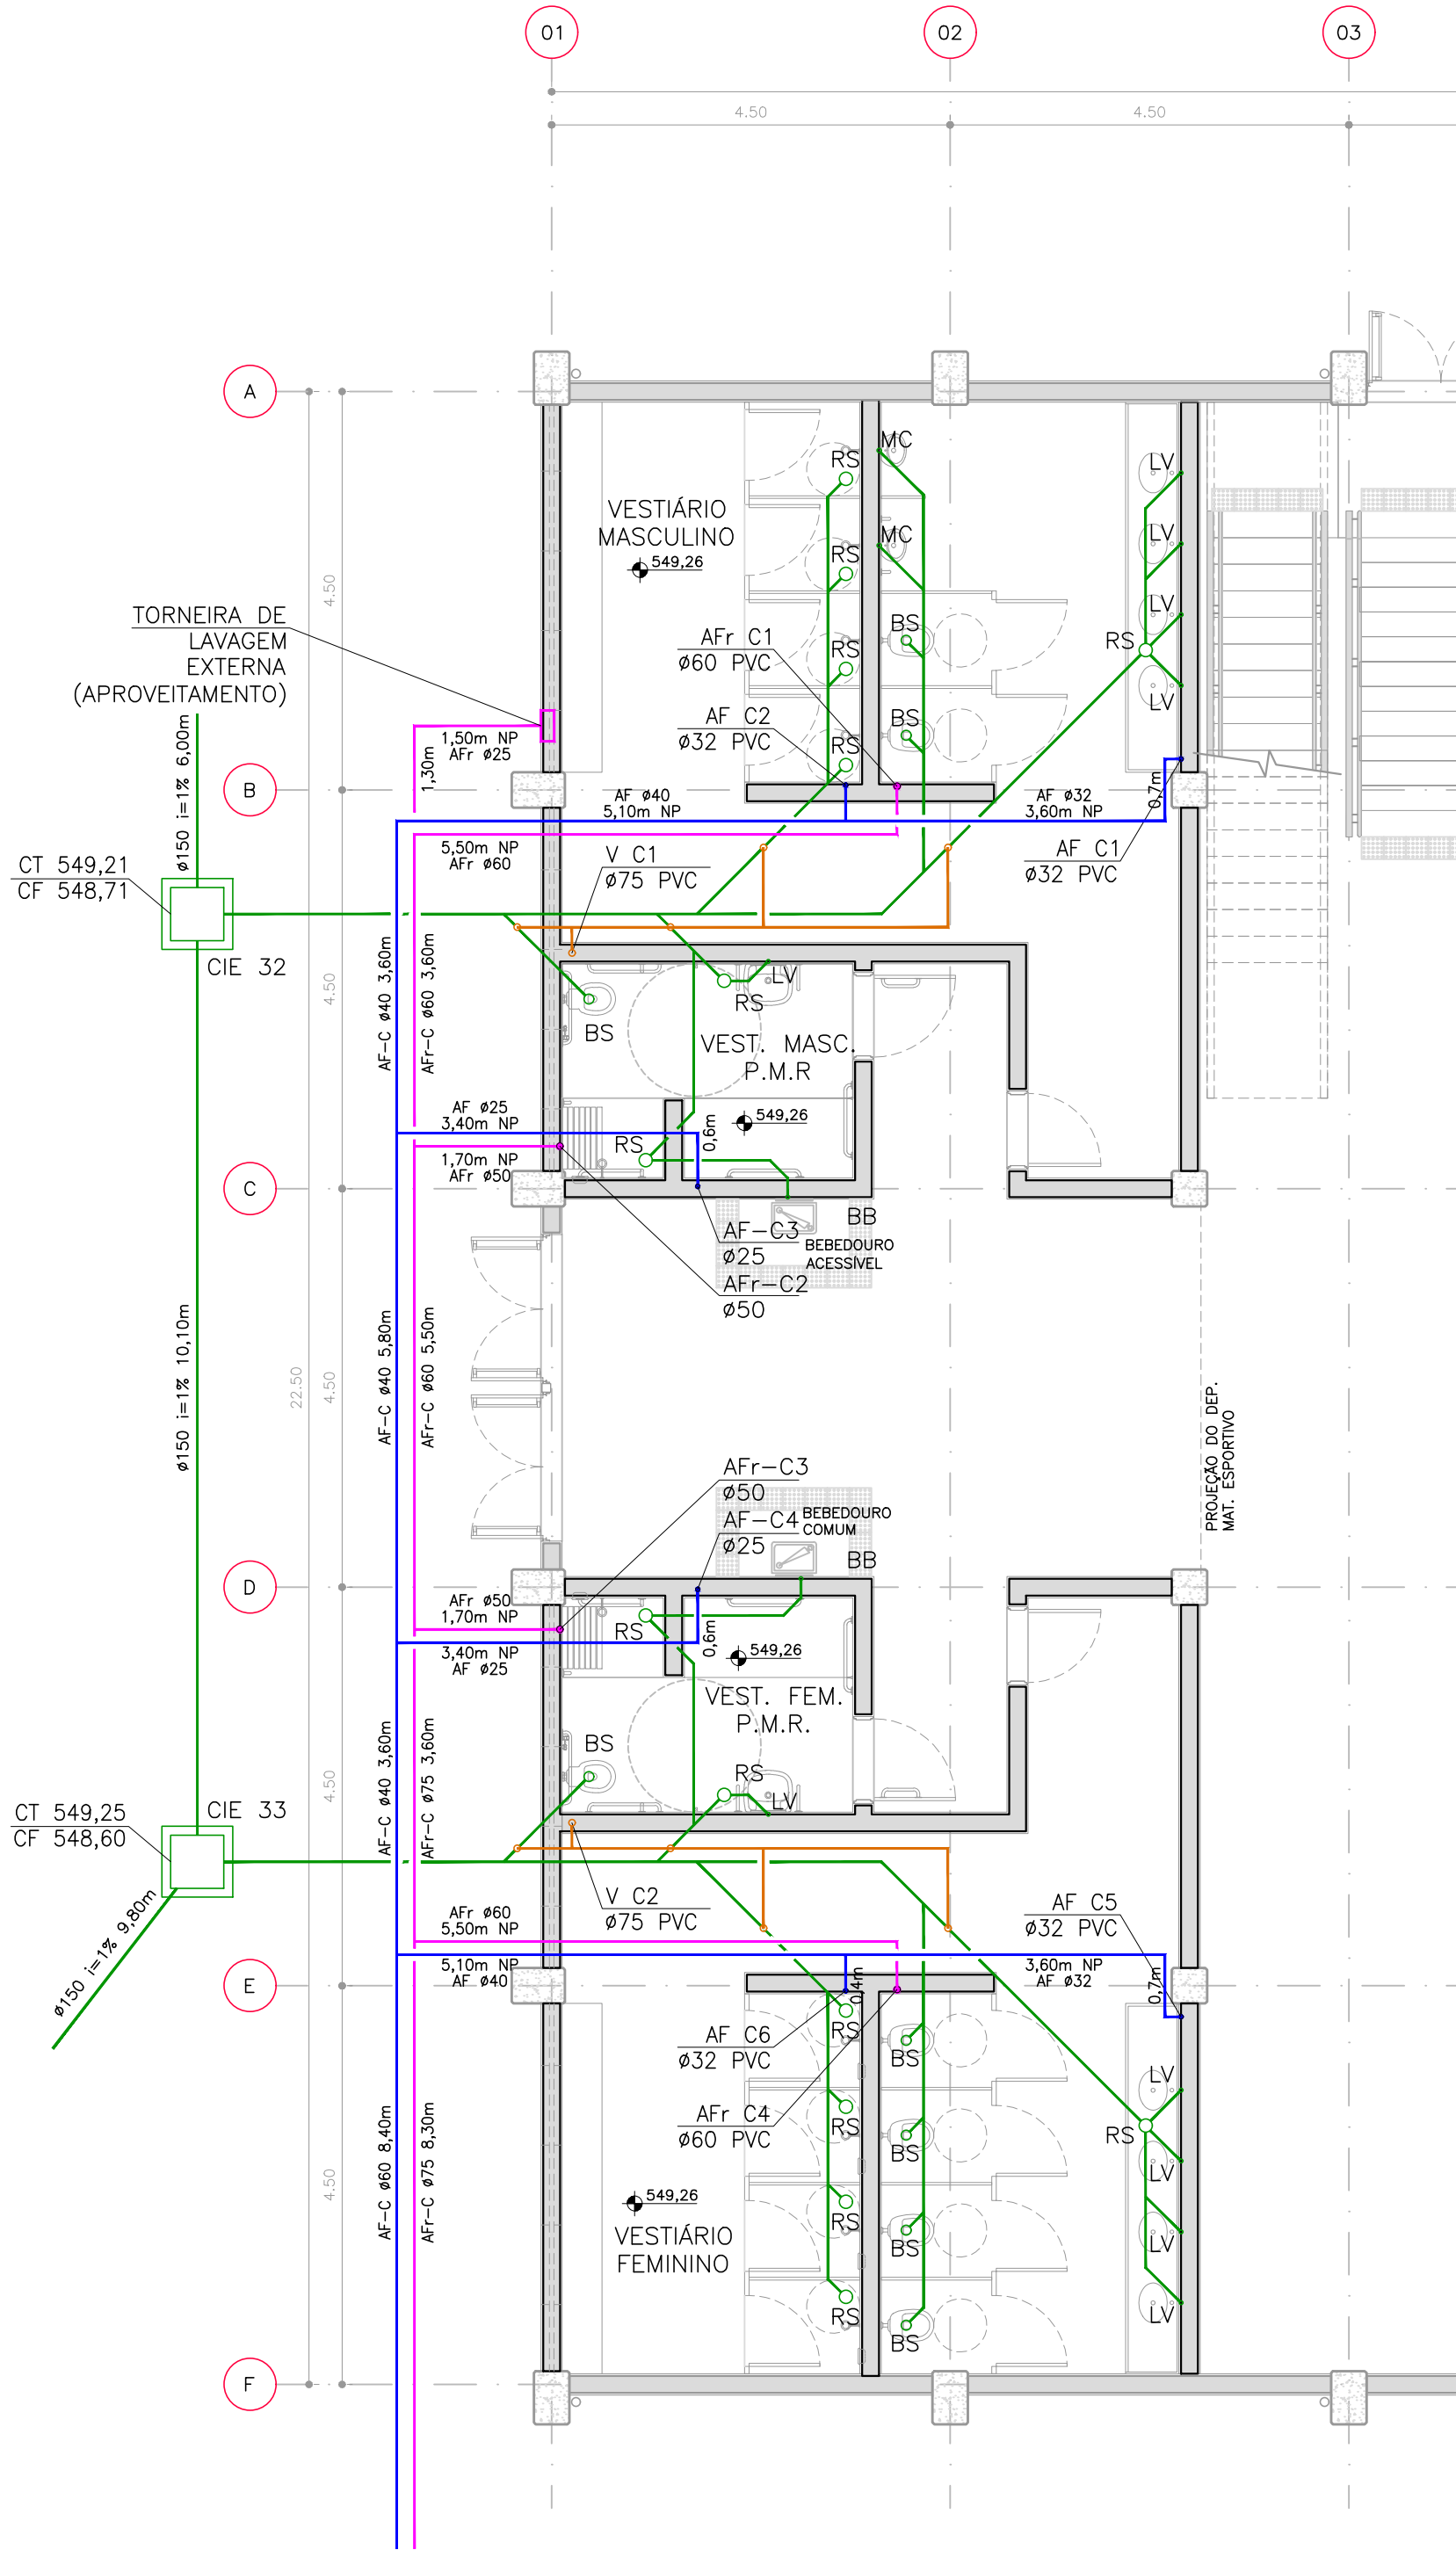 01
02
03
4.50
4.50
A
MC
RS
LV
VESTIÁRIO
MASCULINO
549,26
MC
LV
RS
4.50
TORNEIRA DE
LAVAGEM
EXTERNA
(APROVEITAMENTO)
AFr C1
ø60 PVC
BS
LV
RS
RS
LV
AF C2
ø32 PVC
BS
RS
1,50m NP
AFr ø25
1,30m
ø150 i=1% 6,00m
B
AF ø40
5,10m NP
AF ø32
3,60m NP
0,7m
5,50m NP
AFr ø60
V C1
ø75 PVC
AF C1
ø32 PVC
CT 549,21
CF 548,71
CIE 32
4.50
AF-C ø40 3,60m
AFr-C ø60 3,60m
LV
RS
BS
VEST. MASC.
P.M.R
549,26
AF ø25
3,40m NP
0,6m
RS
1,70m NP
AFr ø50
C
AF-C3
ø25
BB
BEBEDOURO
ACESSÍVEL
AFr-C2
ø50
ø150 i=1% 10,10m
22.50
4.50
AF-C ø40 5,80m
AFr-C ø60 5,50m
PROJEÇÃO DO DEP.
MAT. ESPORTIVO
AFr-C3
ø50
AF-C4
ø25
BEBEDOURO
COMUM
BB
D
AFr ø50
1,70m NP
RS
0,6m
549,26
3,40m NP
AF ø25
VEST. FEM.
P.M.R.
BS
RS
LV
4.50
AF-C ø40 3,60m
AFr-C ø75 3,60m
CIE 33
CT 549,25
CF 548,60
V C2
ø75 PVC
AF C5
ø32 PVC
AFr ø60
5,50m NP
5,10m NP
AF ø40
3,60m NP
AF ø32
0,7m
0,4m
ø150 i=1% 9,80m
E
RS
AF C6
ø32 PVC
BS
LV
RS
RS
AFr C4
ø60 PVC
BS
LV
4.50
AF-C ø60 8,40m
AFr-C ø75 8,30m
549,26
RS
VESTIÁRIO
FEMININO
BS
LV
RS
LV
BS
F